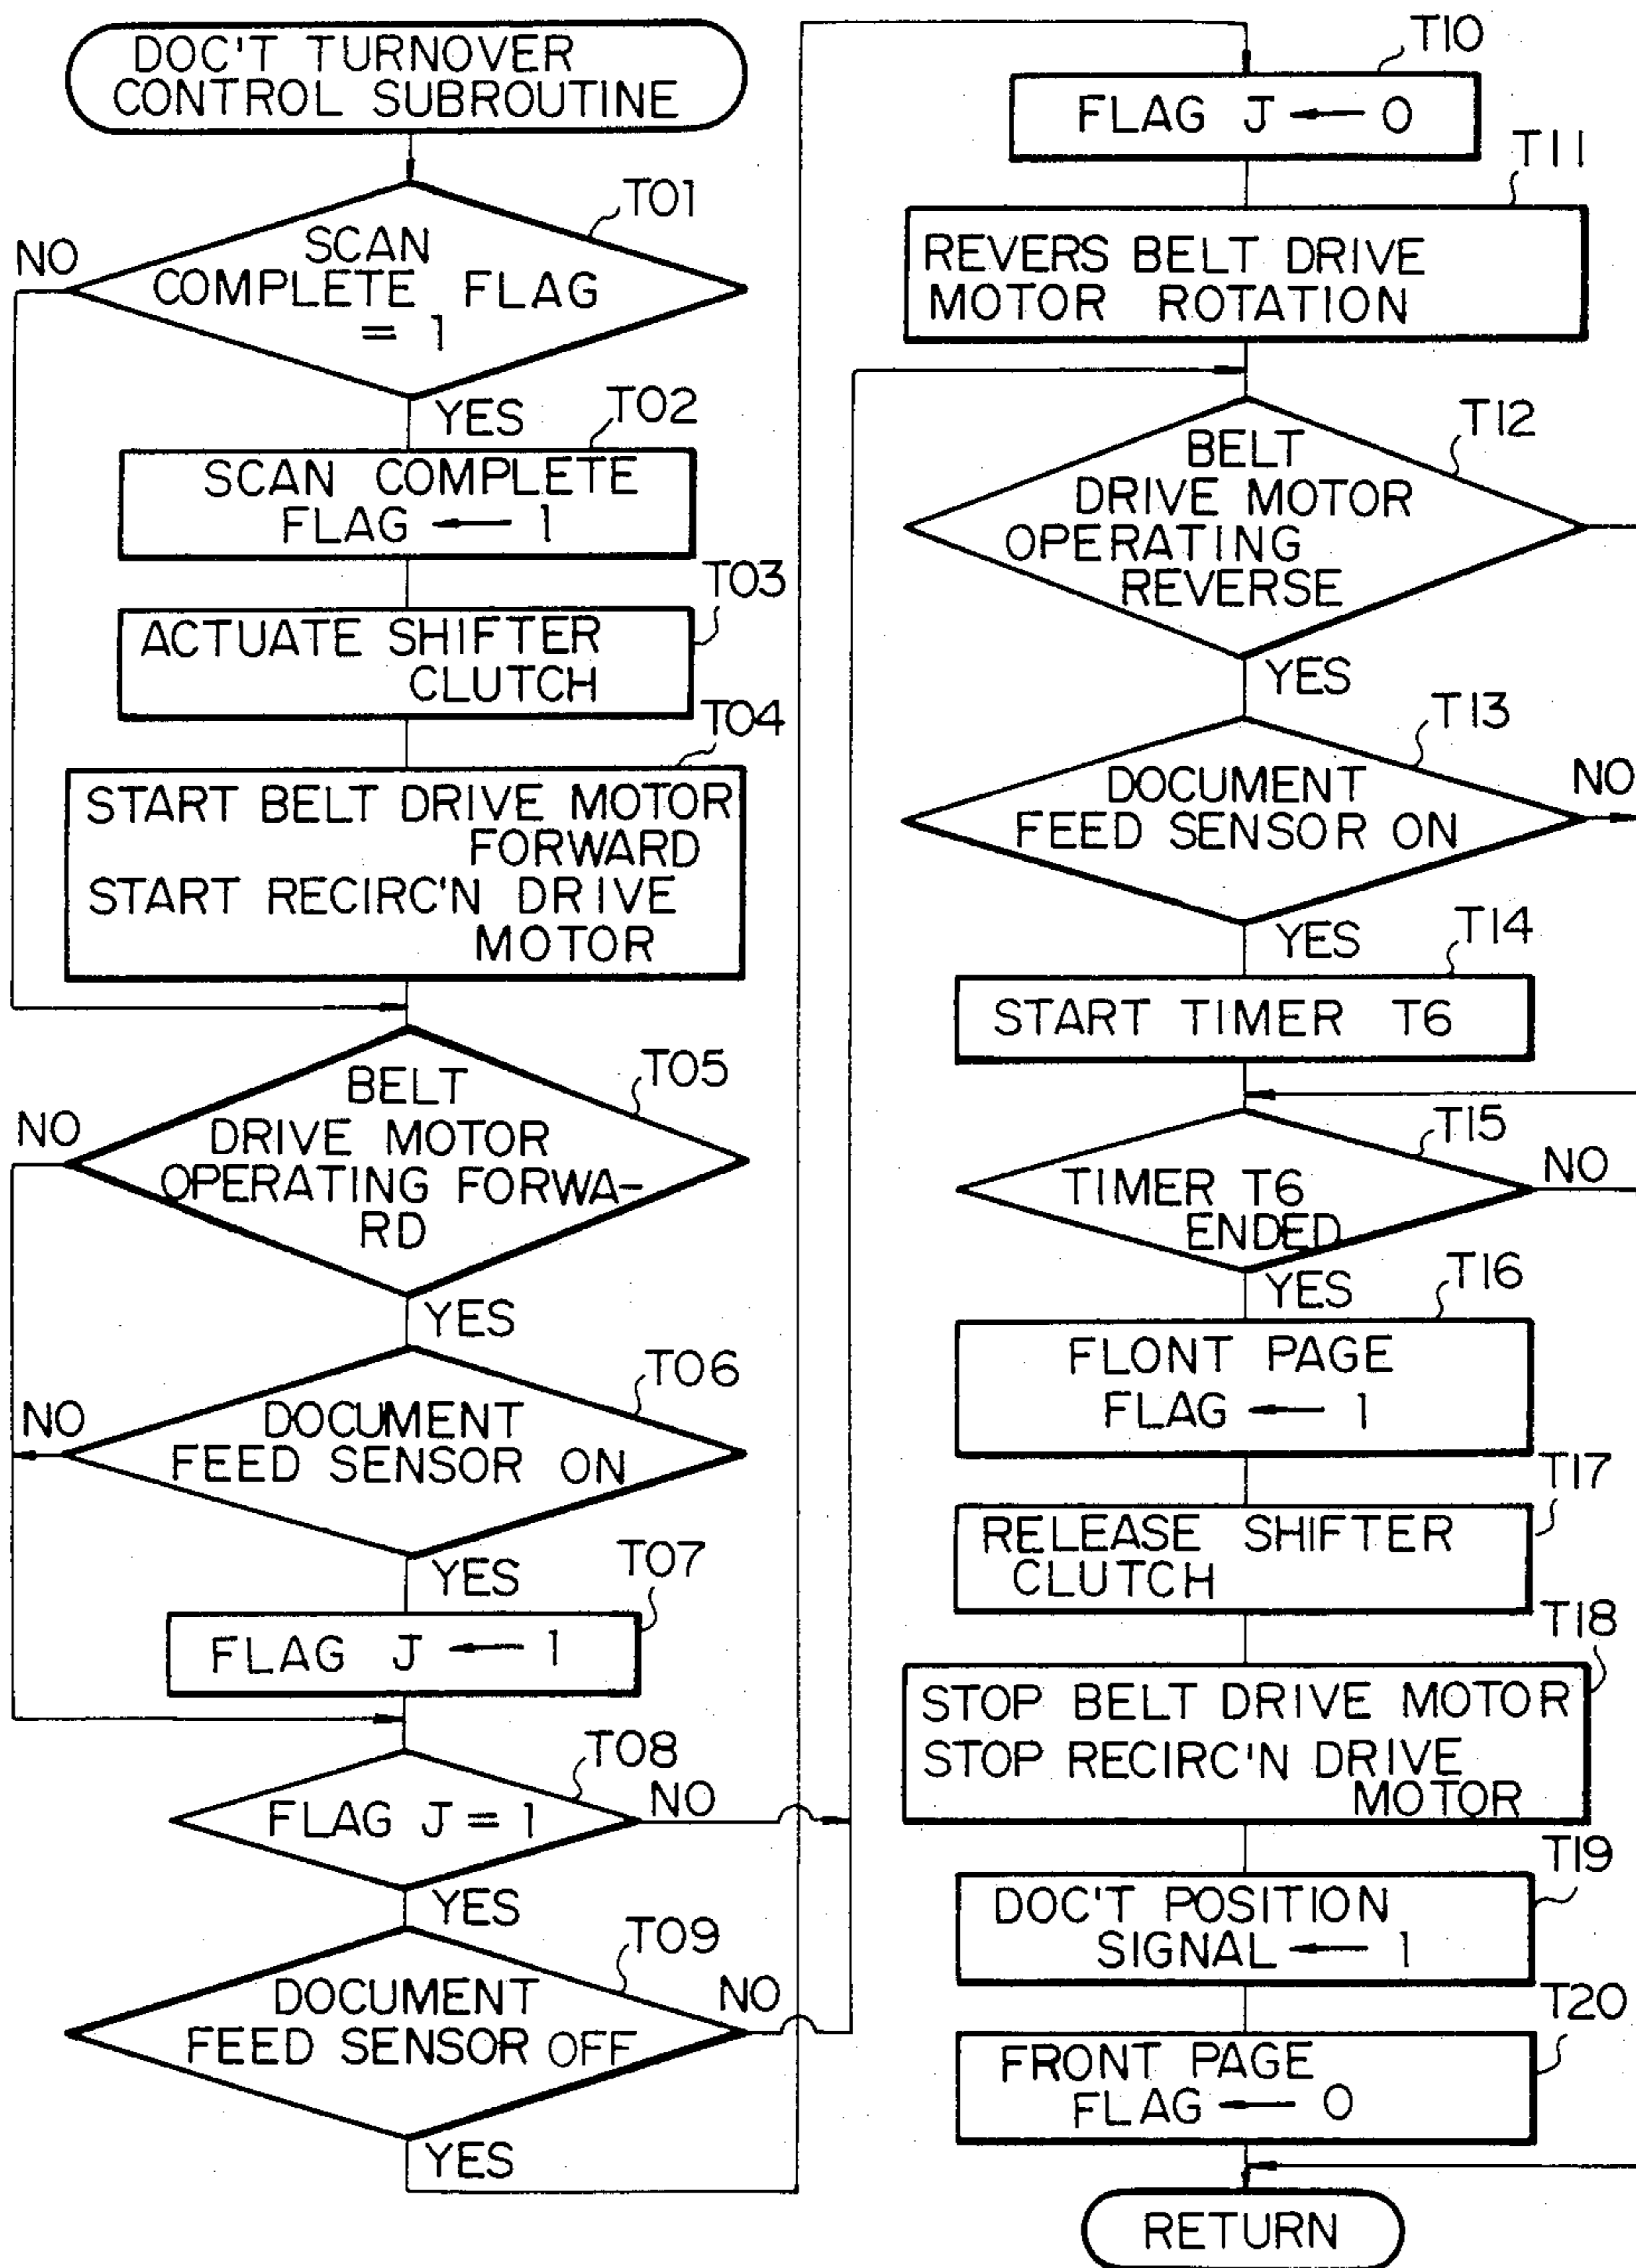 DOC'T TURNOVER
CONTROL SUBROUTINE
T01
NO
SCAN
COMPLETE FLAG
= 1
YES
T02
SCAN COMPLETE
FLAG ← 1
T03
ACTUATE SHIFTER
CLUTCH
T04
START BELT DRIVE MOTOR
FORWARD
START RECIRC'N DRIVE
MOTOR
T05
NO
BELT
DRIVE MOTOR
OPERATING FORWA-
RD
YES
T06
NO
DOCUMENT
FEED SENSOR ON
YES
T07
FLAG J ← 1
T08
FLAG J = 1
NO
YES
T09
DOCUMENT
FEED SENSOR OFF
NO
YES
T10
FLAG J ← 0
T11
REVERS BELT DRIVE
MOTOR ROTATION
T12
BELT
DRIVE MOTOR
OPERATING
REVERSE
YES
T13
DOCUMENT
FEED SENSOR ON
NO
YES
T14
START TIMER T6
T15
TIMER T6
ENDED
NO
YES
T16
FLONT PAGE
FLAG ← 1
T17
RELEASE SHIFTER
CLUTCH
T18
STOP BELT DRIVE MOTOR
STOP RECIRC'N DRIVE
MOTOR
T19
DOC'T POSITION
SIGNAL ← 1
T20
FRONT PAGE
FLAG ← 0
RETURN